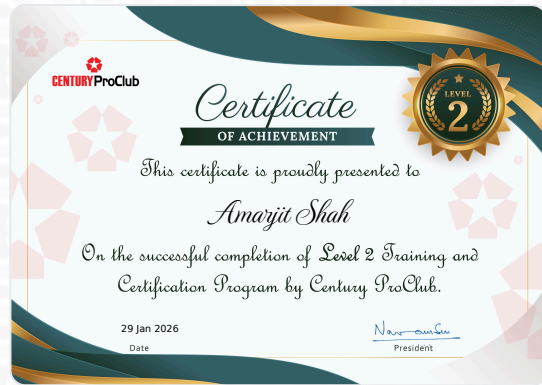 CENTURY ProClub
LEVEL
2
Certificate
OF ACHIEVEMENT
This certificate is proudly presented to
Amarjit Shah
On the successful completion of Level 2 Training and
Certification Program by Century ProClub.
29 Jan 2026
Date
President